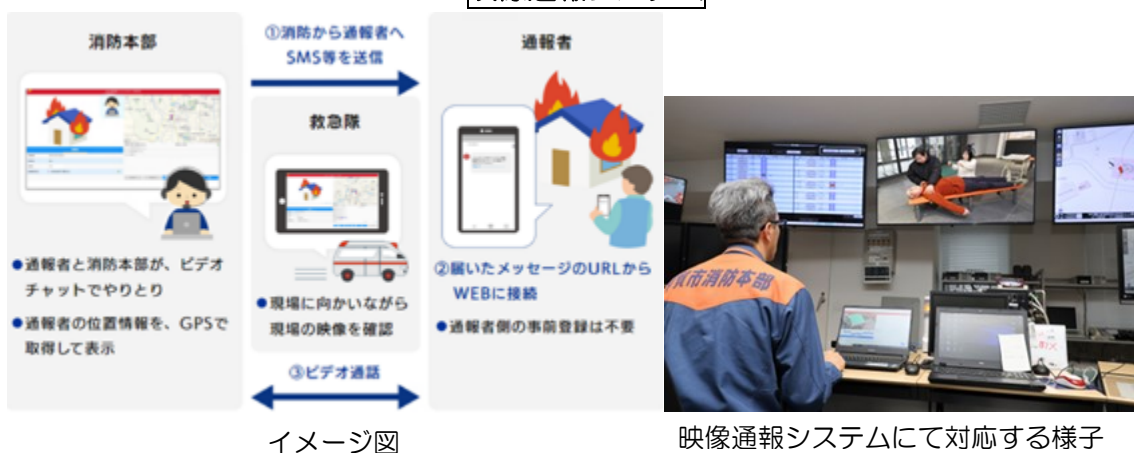 消防本部
①消防から通報者へ
SMS等を送信
通報者
救急隊
●通報者と消防本部が、ビデオ
チャットでやりとり
●通報者の位置情報を、GPSで
取得して表示
●現場に向かいながら
現場の映像を確認
②届いたメッセージのURLから
WEBに接続
●通報者側の事前登録は不要
③ビデオ通話
市消防本部
イメージ図
映像通報システムにて対応する様子